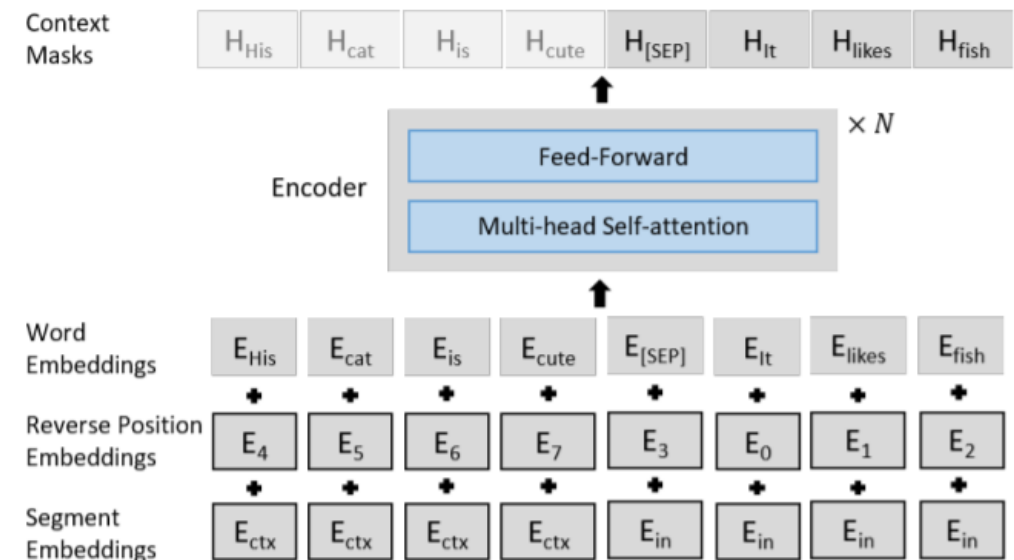 Context
Masks
H_His H_cat H_is H_cute H_[SEP] H_It H_likes H_fish
× N
Feed-Forward
Encoder
Multi-head Self-attention
Word
Embeddings
E_His E_cat E_is E_cute E_[SEP] E_It E_likes E_fish
Reverse Position
Embeddings
E_4 E_5 E_6 E_7 E_3 E_0 E_1 E_2
Segment
Embeddings
E_ctx E_ctx E_ctx E_ctx E_in E_in E_in E_in